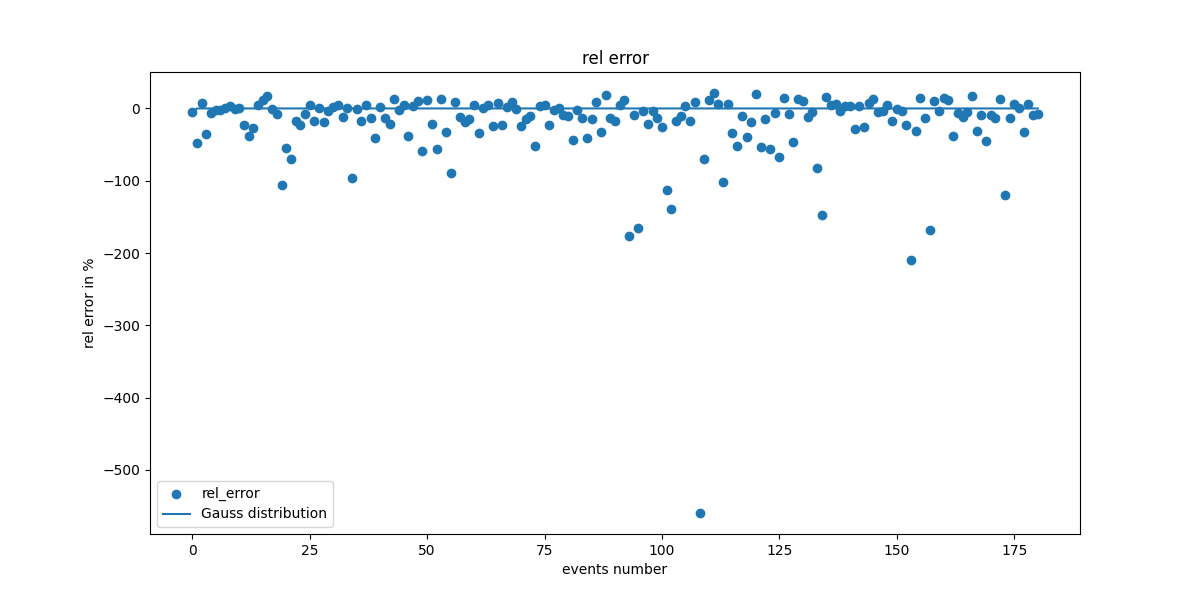 rel error
0
−100
−200
−300
−400
−500
rel error in %
rel_error
Gauss distribution
0
25
50
75
100
125
150
175
events number